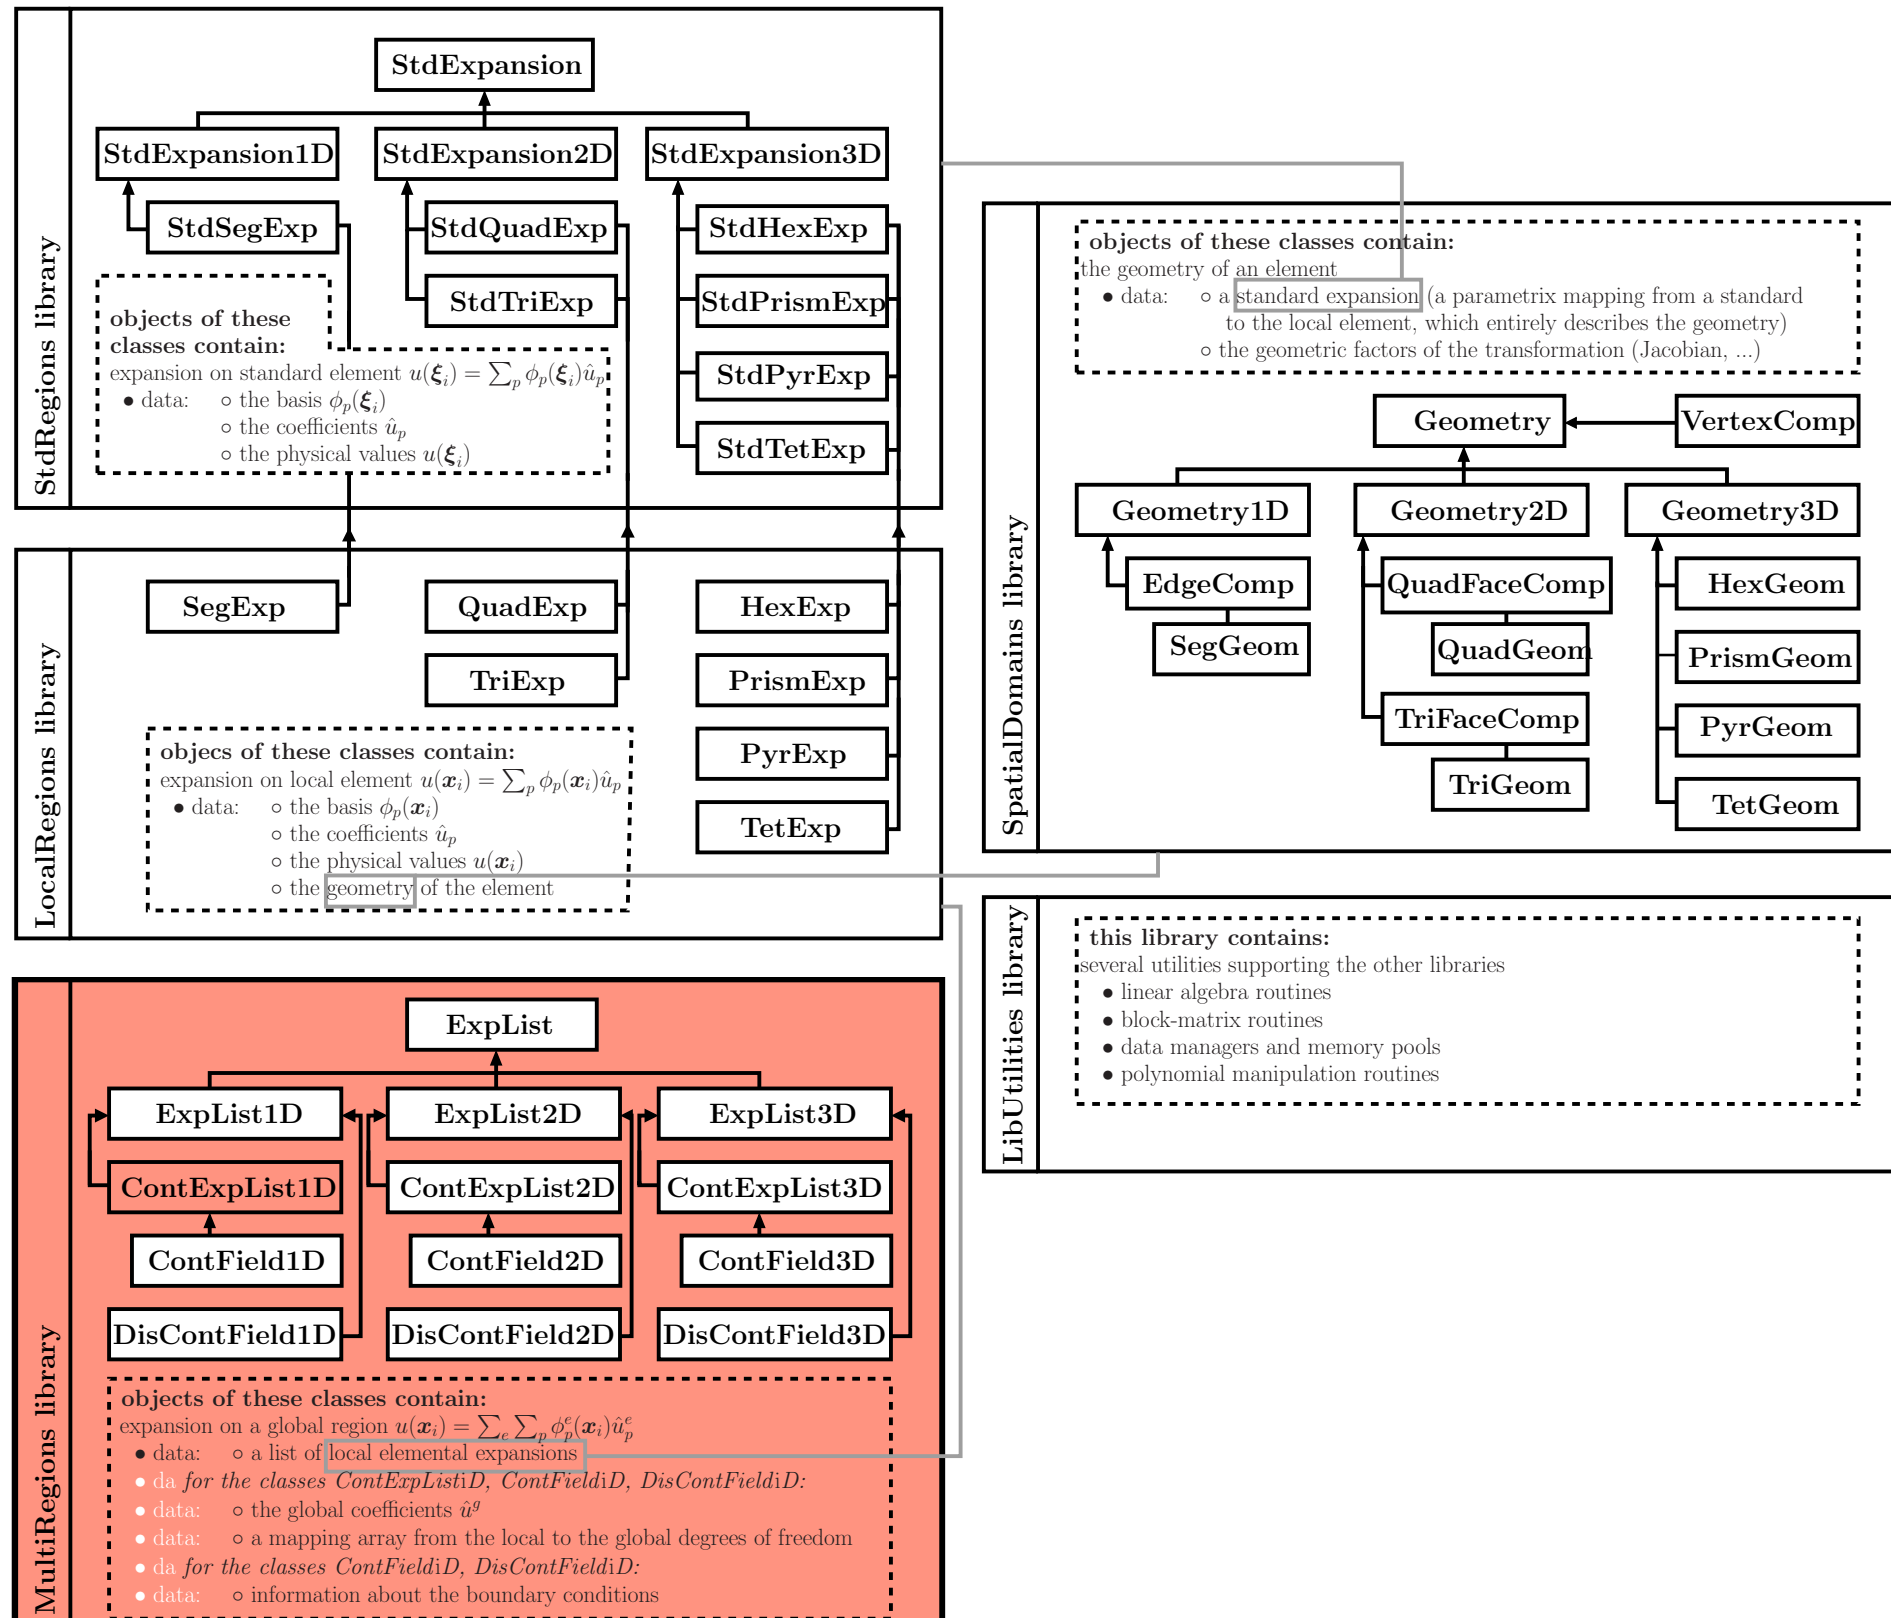 StdRegions library
StdExpansion
StdExpansion1D
StdExpansion2D
StdExpansion3D
StdSegExp
StdQuadExp
StdTriExp
StdHexExp
StdPrismExp
StdPyrExp
StdTetExp
objects of these
classes contain:
expansion on standard element u(ξ_i) = ∑_p φ_p(ξ_i)û_p
• data: ○ the basis φ_p(ξ_i)
○ the coefficients û_p
○ the physical values u(ξ_i)
LocalRegions library
SegExp
QuadExp
TriExp
HexExp
PrismExp
PyrExp
TetExp
objecs of these classes contain:
expansion on local element u(x_i) = ∑_p φ_p(x_i)û_p
• data: ○ the basis φ_p(x_i)
○ the coefficients û_p
○ the physical values u(x_i)
○ the geometry of the element
MultiRegions library
ExpList
ExpList1D
ExpList2D
ExpList3D
ContExpList1D
ContExpList2D
ContExpList3D
ContField1D
ContField2D
ContField3D
DisContField1D
DisContField2D
DisContField3D
objects of these classes contain:
expansion on a global region u(x_i) = ∑_e ∑_p φ_p^e(x_i)û_p^e
• data: ○ a list of local elemental expansions
• da for the classes ContExpListiD, ContFieldiD, DisContFieldiD:
• data: ○ the global coefficients û^g
• data: ○ a mapping array from the local to the global degrees of freedom
• da for the classes ContFieldiD, DisContFieldiD:
• data: ○ information about the boundary conditions
SpatialDomains library
objects of these classes contain:
the geometry of an element
• data: ○ a standard expansion (a parametrix mapping from a standard
to the local element, which entirely describes the geometry)
○ the geometric factors of the transformation (Jacobian, ...)
Geometry
VertexComp
Geometry1D
Geometry2D
Geometry3D
EdgeComp
SegGeom
QuadFaceComp
QuadGeom
TriFaceComp
TriGeom
HexGeom
PrismGeom
PyrGeom
TetGeom
LibUtilities library
this library contains:
several utilities supporting the other libraries
• linear algebra routines
• block-matrix routines
• data managers and memory pools
• polynomial manipulation routines